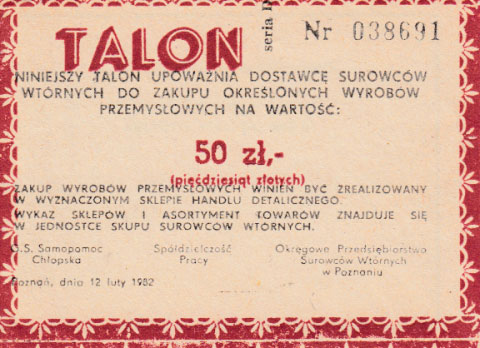 TALON
seria
Nr 038691
NINIEJSZY TALON UPOWAŻNIA DOSTAWCĘ SUROWCÓW
WTÓRNYCH DO ZAKUPU OKREŚLONYCH WYROBÓW
PRZEMYSŁOWYCH NA WARTOŚĆ:
50 zł,-
(pięćdziesiąt złotych)
ZAKUP WYROBÓW PRZEMYSŁOWYCH WINIEN BYĆ ZREALIZOWANY
W WYZNACZONYM SKLEPIE HANDLU DETALICZNEGO.
WYKAZ SKLEPÓW I ASORTYMENT TOWARÓW ZNAJDUJE SIĘ
W JEDNOSTCE SKUPU SUROWCÓW WTÓRNYCH.
G.S. Samopomoc Spółdzielczość Okręgowe Przedsiębiorstwo
Chłopska Pracy Surowców Wtórnych
w Poznaniu
Poznań, dnia 12 luty 1982